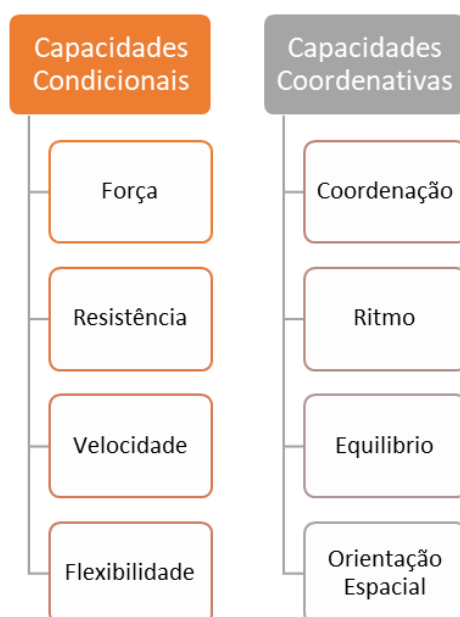 Capacidades
Condicionais
Força
Resistência
Velocidade
Flexibilidade
Capacidades
Coordenativas
Coordenação
Ritmo
Equilibrio
Orientação
Espacial